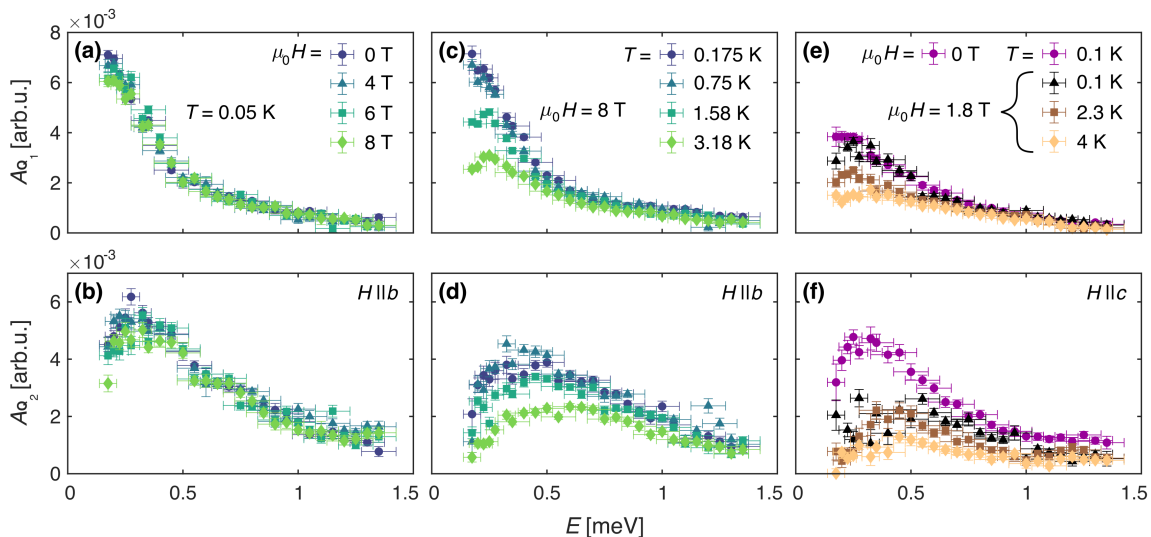 ×10⁻³
8
6
4
2
0
A_Q₁ [arb.u.]
(a)
μ₀H =
0 T
4 T
6 T
8 T
T = 0.05 K
(c)
T =
0.175 K
0.75 K
1.58 K
3.18 K
μ₀H = 8 T
(e)
μ₀H =
0 T
T =
0.1 K
0.1 K
μ₀H = 1.8 T
2.3 K
4 K
×10⁻³
6
4
2
0
A_Q₂ [arb.u.]
(b)
H||b
(d)
H||b
(f)
H||c
0
0.5
1
1.5
0
0.5
1
1.5
0
0.5
1
1.5
E [meV]